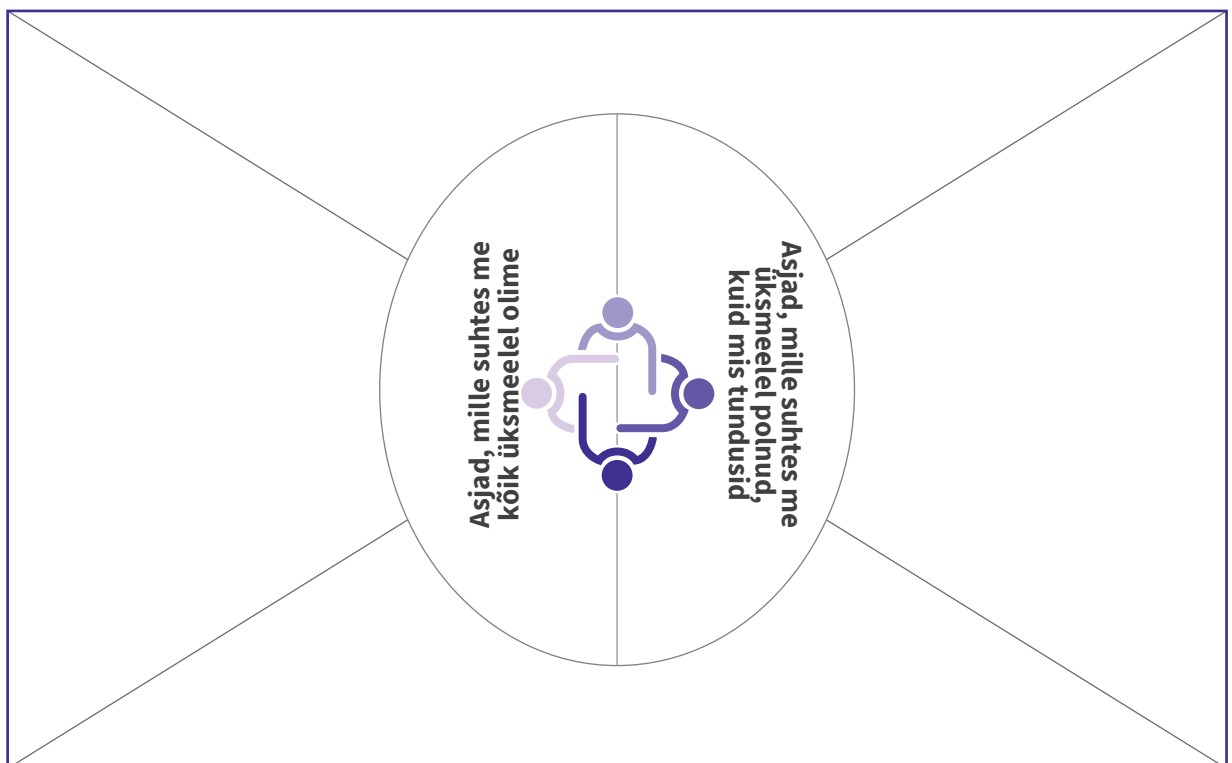 Asjad, mille suhtes me
kõik üksmeelel olime
Asjad, mille suhtes me
üksmeelel polnud,
kuid mis tundusid